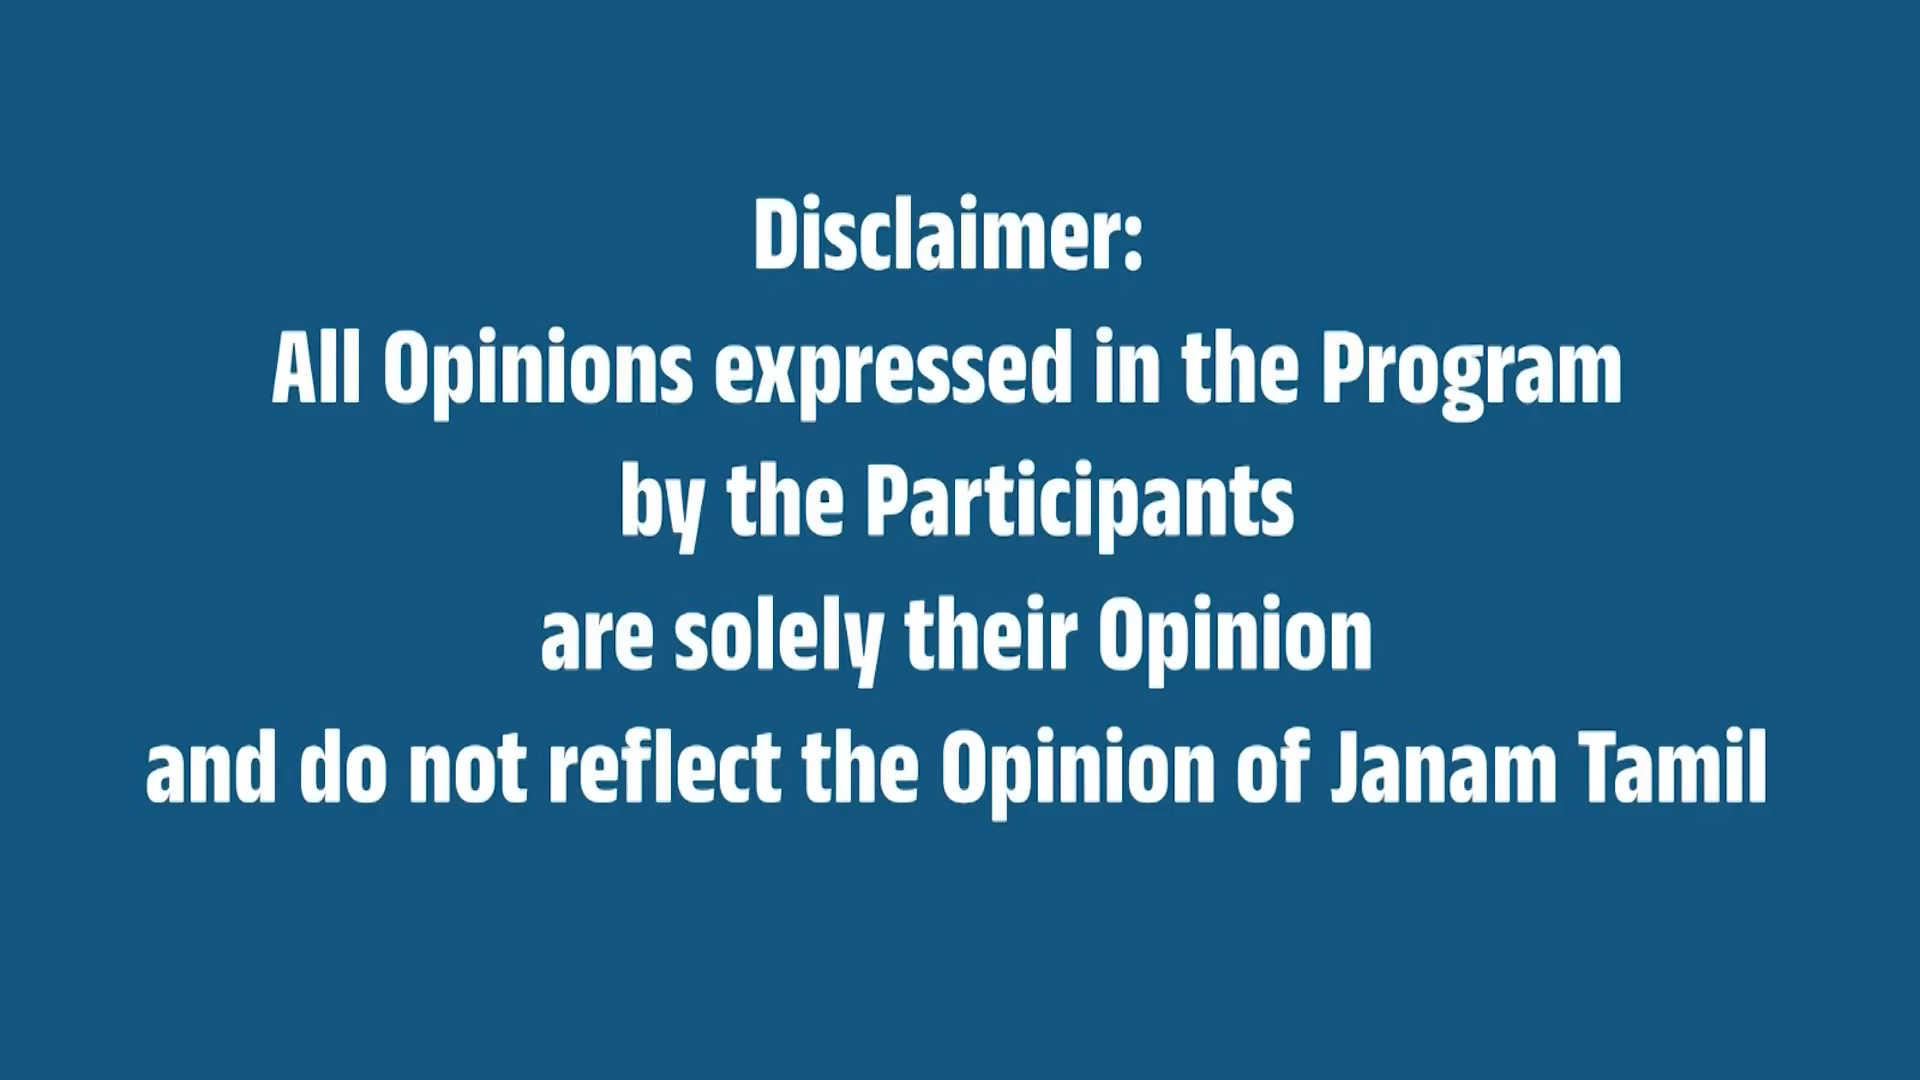 Disclaimer:
All Opinions expressed in the Program
by the Participants
are solely their Opinion
and do not reflect the Opinion of Janam Tamil